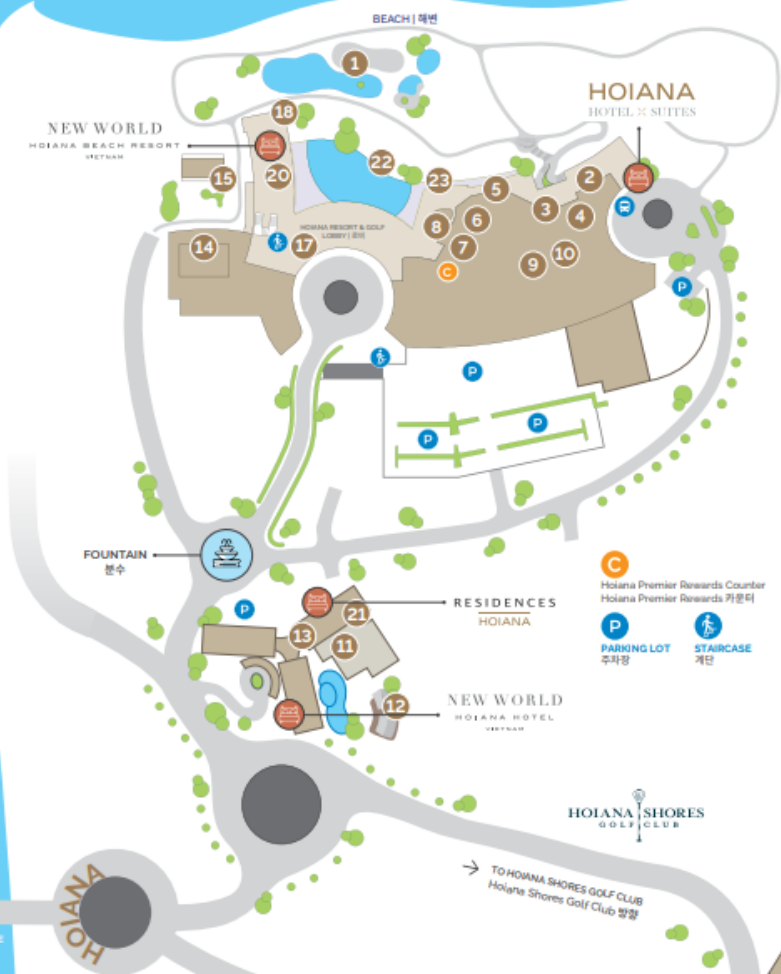 BEACH | 해변
HOIANA
HOTEL & SUITES
NEW WORLD
HOIANA BEACH RESORT
VIETNAM
1
18
20
22
15
23
5
2
3
4
6
8
7
17
14
9
10
HOIANA RESORT & GOLF
LOBBY | 로비
C
P
P
P
P
FOUNTAIN
분수
C
Hoiana Premier Rewards Counter
Hoiana Premier Rewards 카운터
P
PARKING LOT
주차장
STAIRCASE
계단
P
RESIDENCES
HOIANA
21
13
11
12
NEW WORLD
HOIANA HOTEL
VIETNAM
HOIANA SHORES
GOLF CLUB
TO HOIANA SHORES GOLF CLUB
Hoiana Shores Golf Club 방향
HOIANA